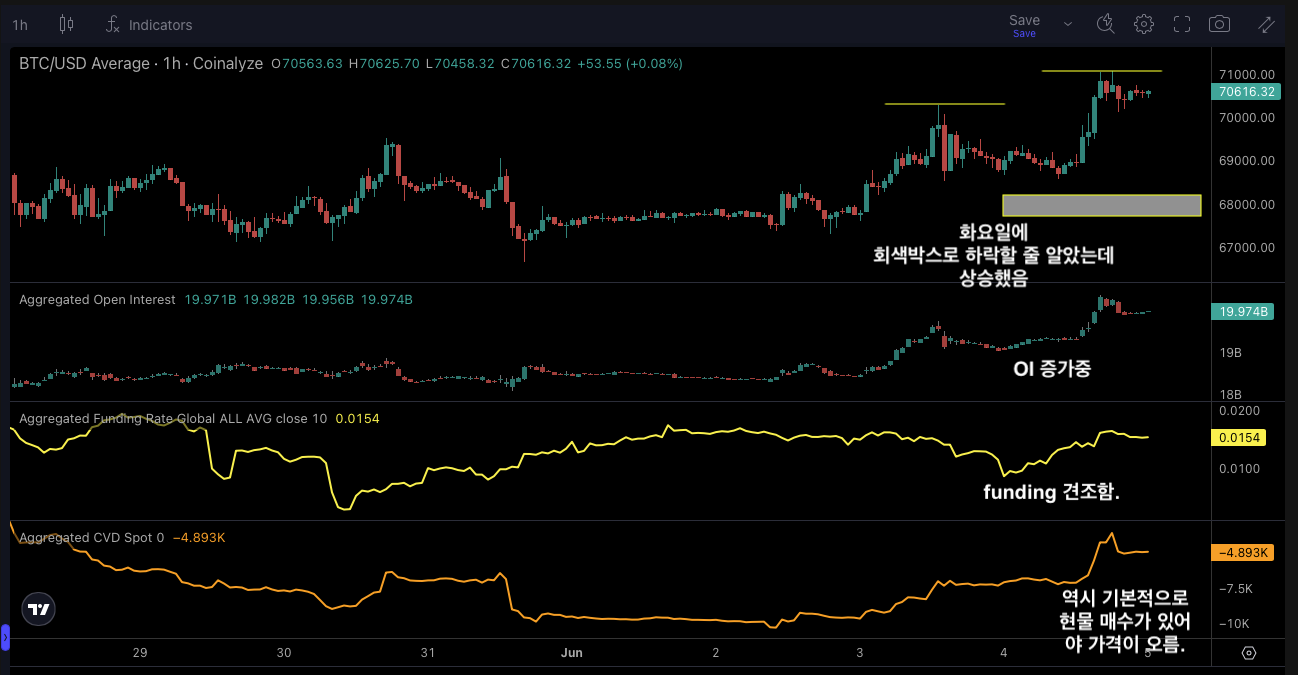 1h Indicators Save
Save
BTC/USD Average · 1h · Coinalyze O70563.63 H70625.70 L70458.32 C70616.32 +53.55 (+0.08%)
71000.00
70616.32
70000.00
69000.00
68000.00
67000.00
화요일에
회색박스로 하락할 줄 알았는데
상승했음
Aggregated Open Interest 19.971B 19.982B 19.956B 19.974B
19.974B
19B
18B
OI 증가중
Aggregated Funding Rate Global ALL AVG close 10 0.0154
0.0200
0.0154
0.0100
funding 견조함.
Aggregated CVD Spot 0 −4.893K
−4.893K
−7.5K
−10K
역시 기본적으로
현물 매수가 있어
야 가격이 오름.
29 30 31 Jun 2 3 4 5